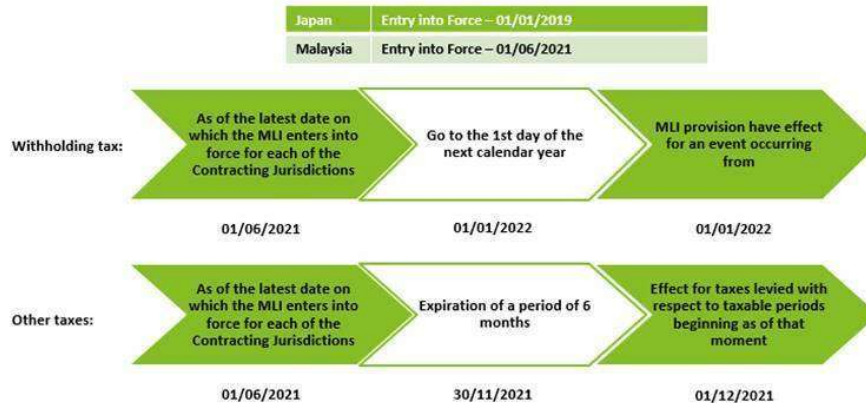 Japan Entry into Force – 01/01/2019
Malaysia Entry into Force – 01/06/2021
Withholding tax:
As of the latest date on
which the MLI enters into
force for each of the
Contracting Jurisdictions
Go to the 1st day of the
next calendar year
MLI provision have effect
for an event occurring
from
01/06/2021
01/01/2022
01/01/2022
Other taxes:
As of the latest date on
which the MLI enters into
force for each of the
Contracting Jurisdictions
Expiration of a period of 6
months
Effect for taxes levied with
respect to taxable periods
beginning as of that
moment
01/06/2021
30/11/2021
01/12/2021